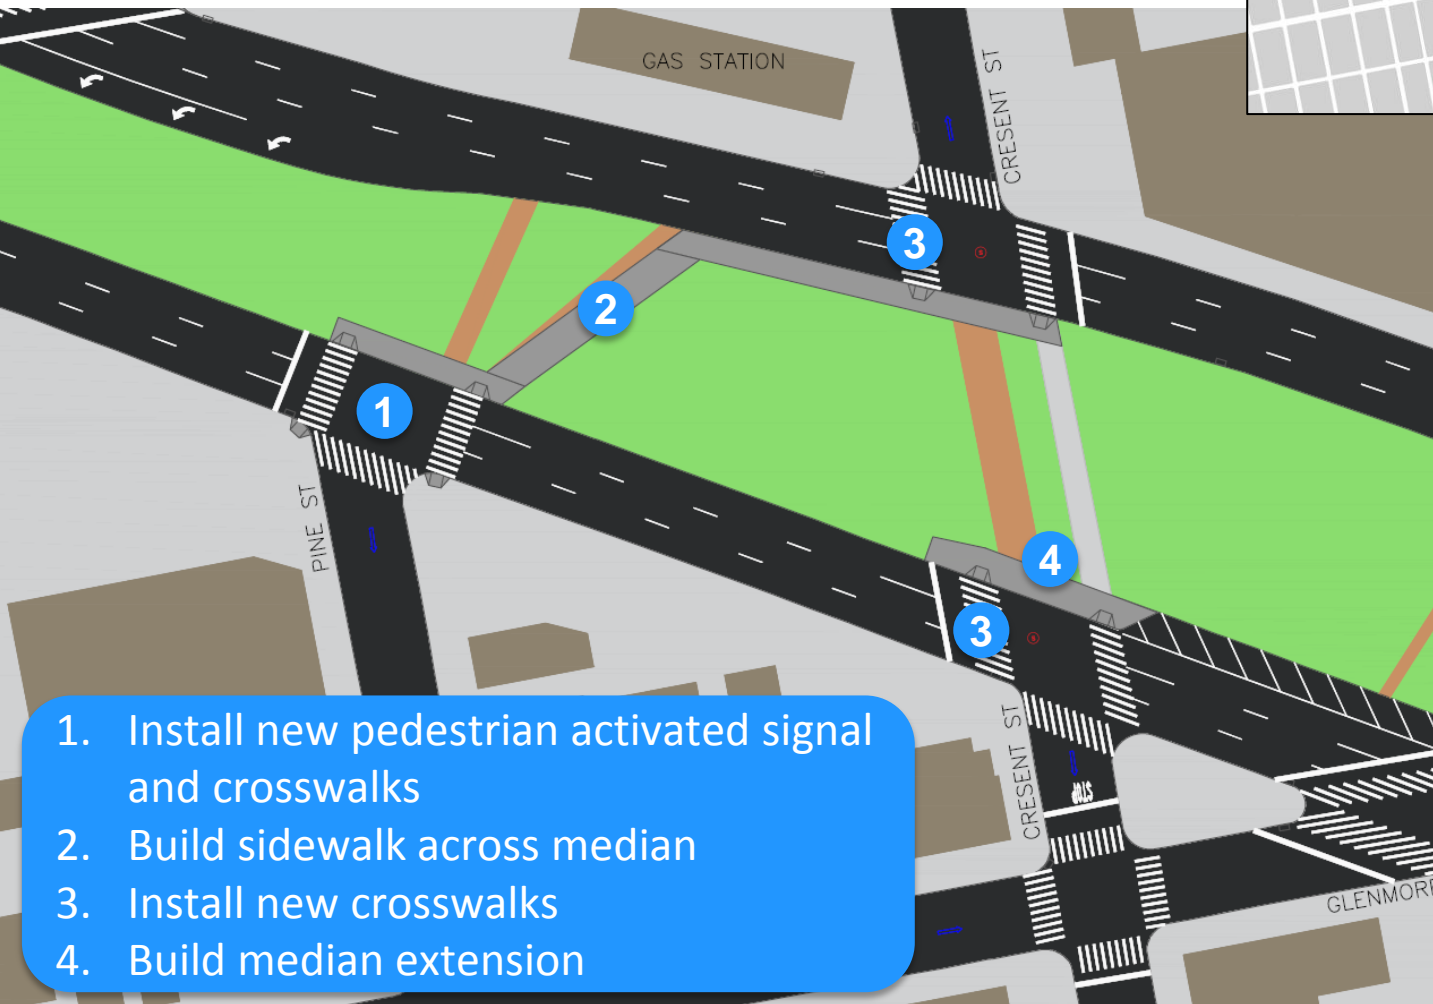 GAS STATION
CRESENT ST
3
2
1
PINE ST
4
3
CRESENT ST
STOP
GLENMORE
1. Install new pedestrian activated signal
and crosswalks
2. Build sidewalk across median
3. Install new crosswalks
4. Build median extension